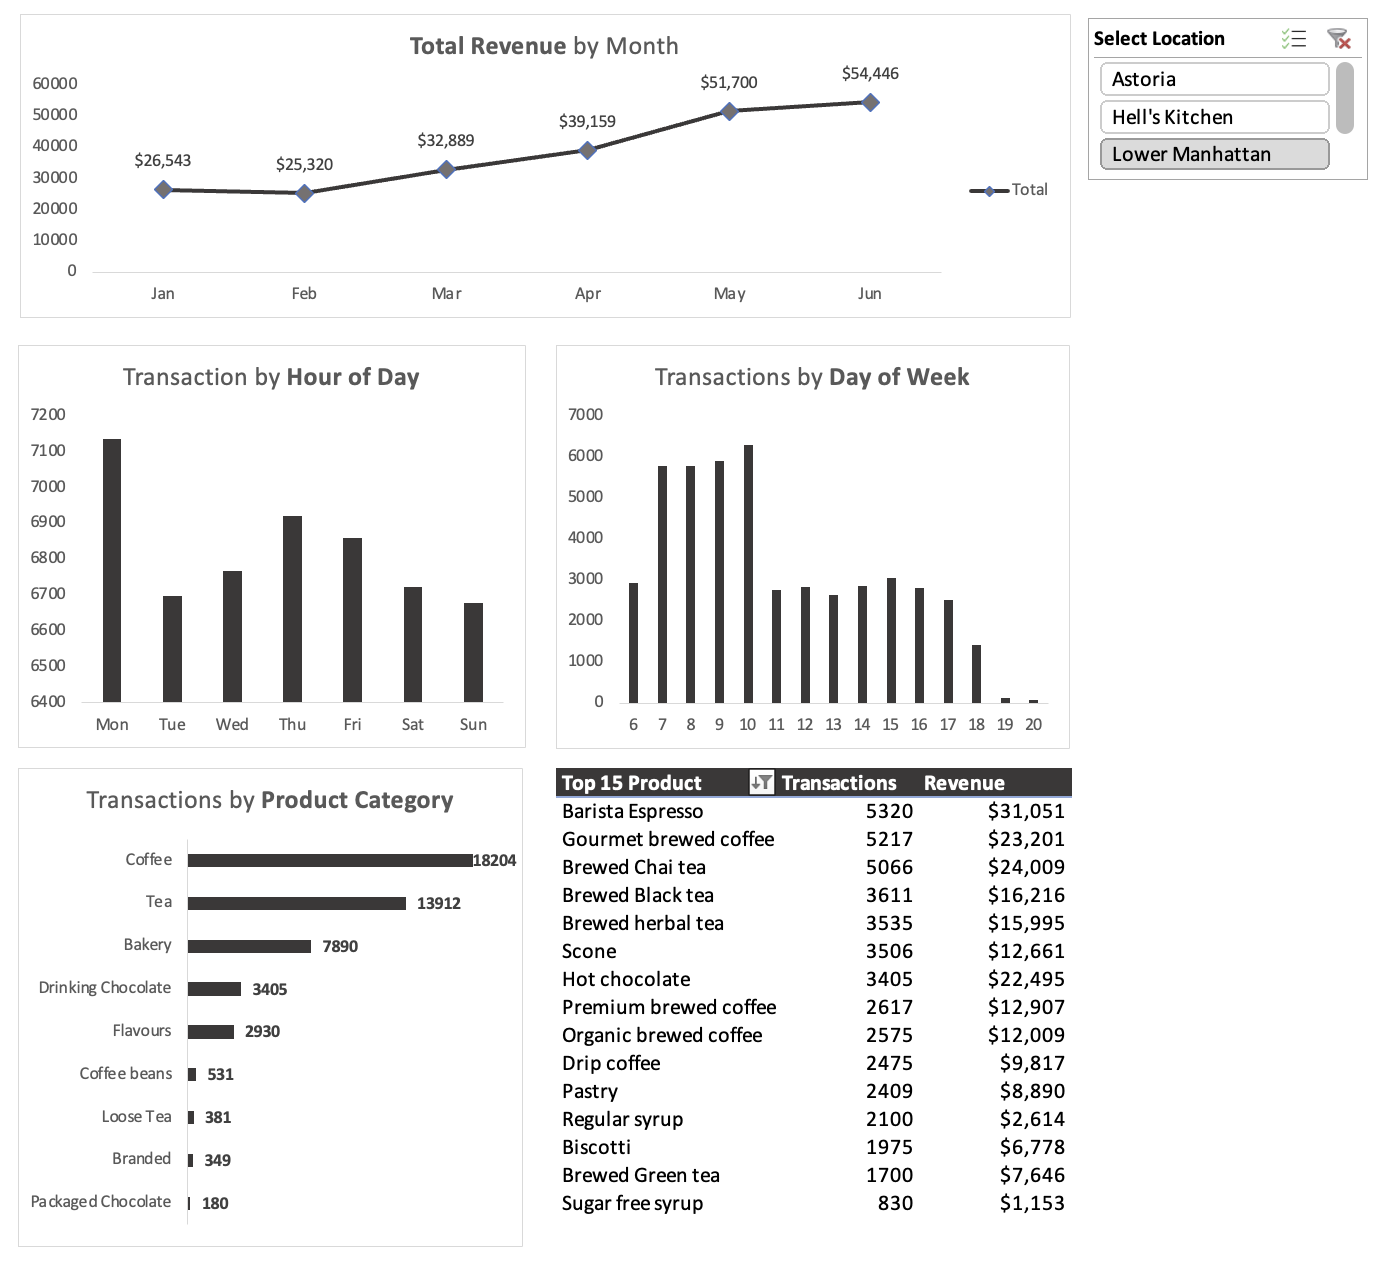 Total Revenue by Month
60000
50000
40000
30000
20000
10000
0
$26,543
$25,320
$32,889
$39,159
$51,700
$54,446
Jan Feb Mar Apr May Jun
Total
Select Location
Astoria
Hell's Kitchen
Lower Manhattan
Transaction by Hour of Day
7200
7100
7000
6900
6800
6700
6600
6500
6400
Mon Tue Wed Thu Fri Sat Sun
Transactions by Day of Week
7000
6000
5000
4000
3000
2000
1000
0
6 7 8 9 10 11 12 13 14 15 16 17 18 19 20
Transactions by Product Category
Coffee 18204
Tea 13912
Bakery 7890
Drinking Chocolate 3405
Flavours 2930
Coffee beans 531
Loose Tea 381
Branded 349
Packaged Chocolate 180
Top 15 Product Transactions Revenue
Barista Espresso 5320 $31,051
Gourmet brewed coffee 5217 $23,201
Brewed Chai tea 5066 $24,009
Brewed Black tea 3611 $16,216
Brewed herbal tea 3535 $15,995
Scone 3506 $12,661
Hot chocolate 3405 $22,495
Premium brewed coffee 2617 $12,907
Organic brewed coffee 2575 $12,009
Drip coffee 2475 $9,817
Pastry 2409 $8,890
Regular syrup 2100 $2,614
Biscotti 1975 $6,778
Brewed Green tea 1700 $7,646
Sugar free syrup 830 $1,153